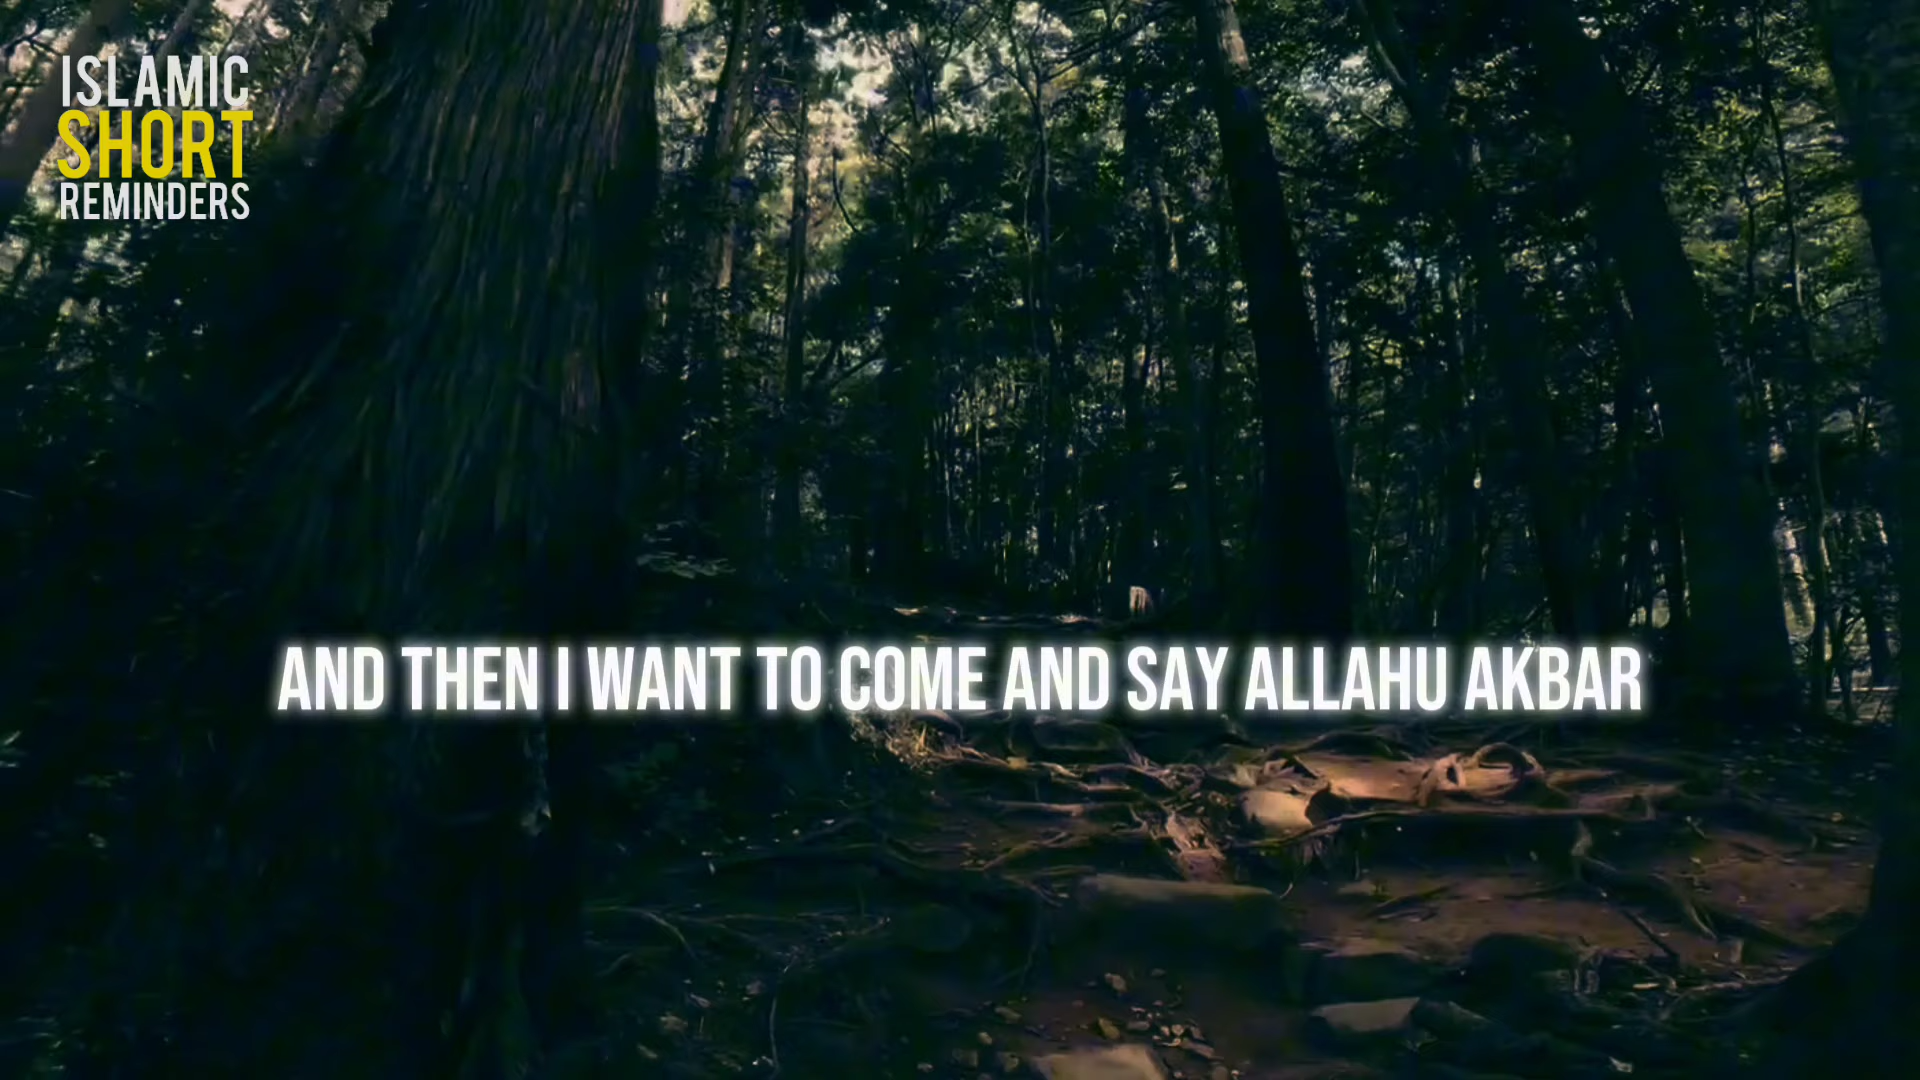 ISLAMIC
SHORT
REMINDERS
AND THEN I WANT TO COME AND SAY ALLAHU AKBAR